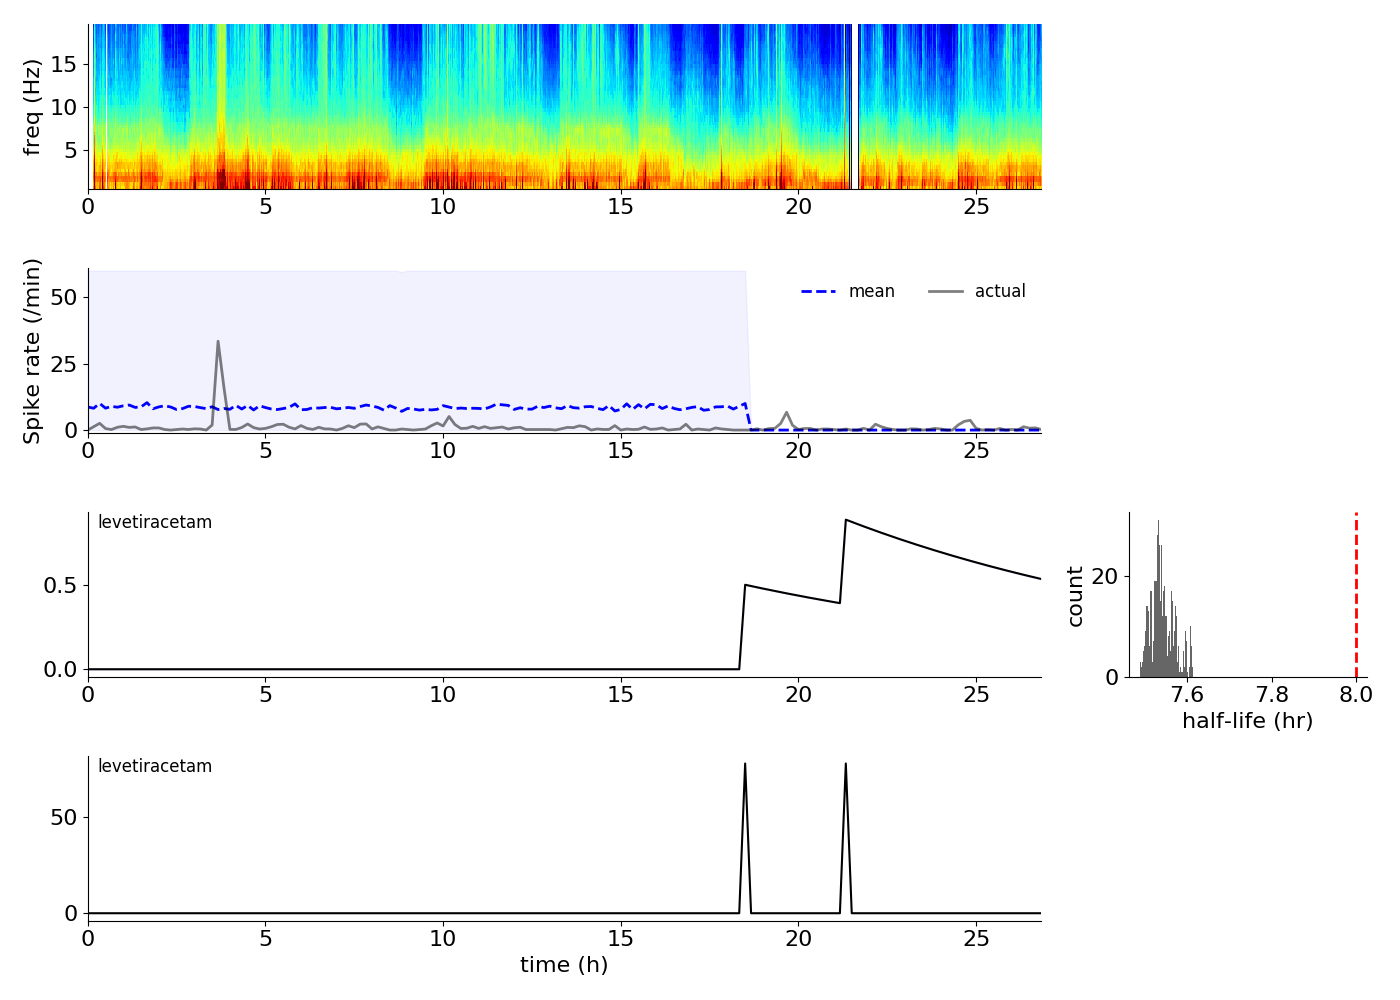 freq (Hz)
15
10
5
0 5 10 15 20 25
Spike rate (/min)
50
25
0
mean actual
0 5 10 15 20 25
levetiracetam
0.5
0.0
0 5 10 15 20 25
count
20
0
7.6 7.8 8.0
half-life (hr)
levetiracetam
50
0
0 5 10 15 20 25
time (h)